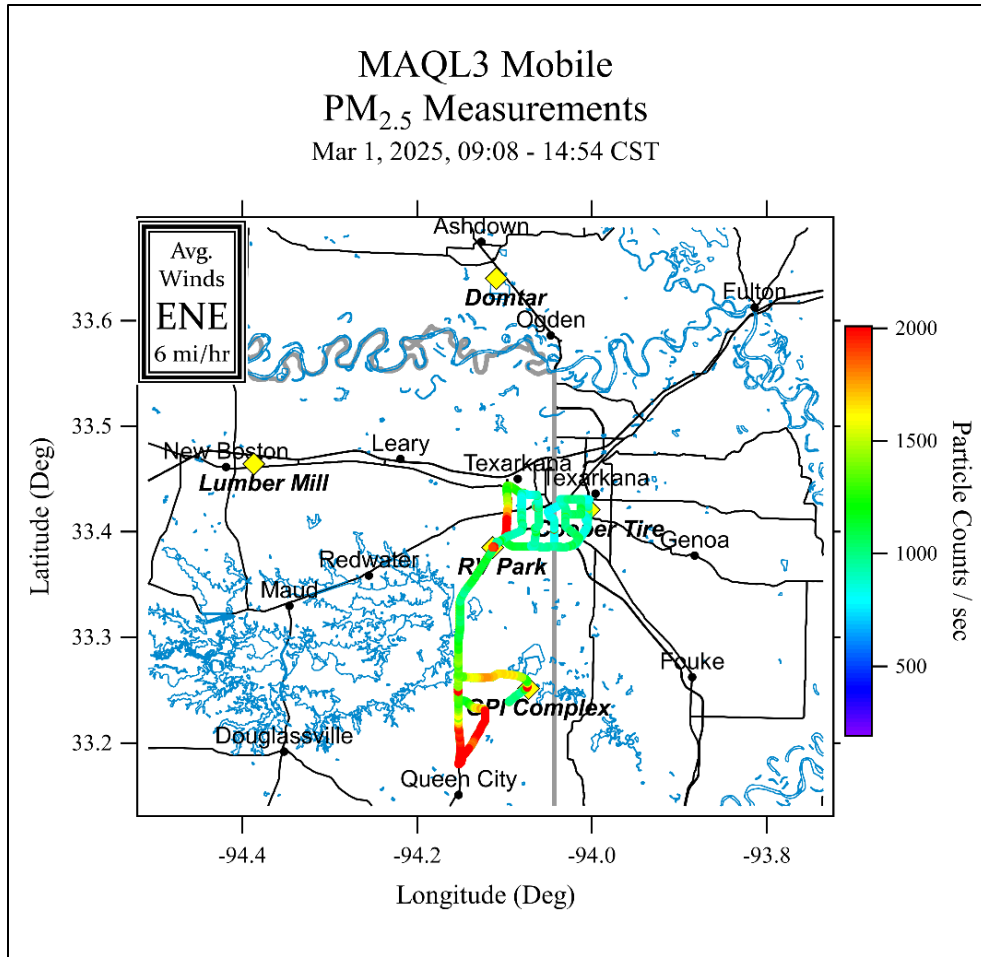 MAQL3 Mobile
PM2.5 Measurements
Mar 1, 2025, 09:08 - 14:54 CST
Avg.
Winds
ENE
6 mi/hr
Ashdown
Domtar
Ogden
Fulton
New Boston
Lumber Mill
Leary
Texarkana
Texarkana
Cooper Tire
Genoa
RV Park
Redwater
Maud
Fouke
GPI Complex
Douglassville
Queen City
33.6
33.5
33.4
33.3
33.2
Latitude (Deg)
-94.4
-94.2
-94.0
-93.8
Longitude (Deg)
2000
1500
1000
500
Particle Counts / sec